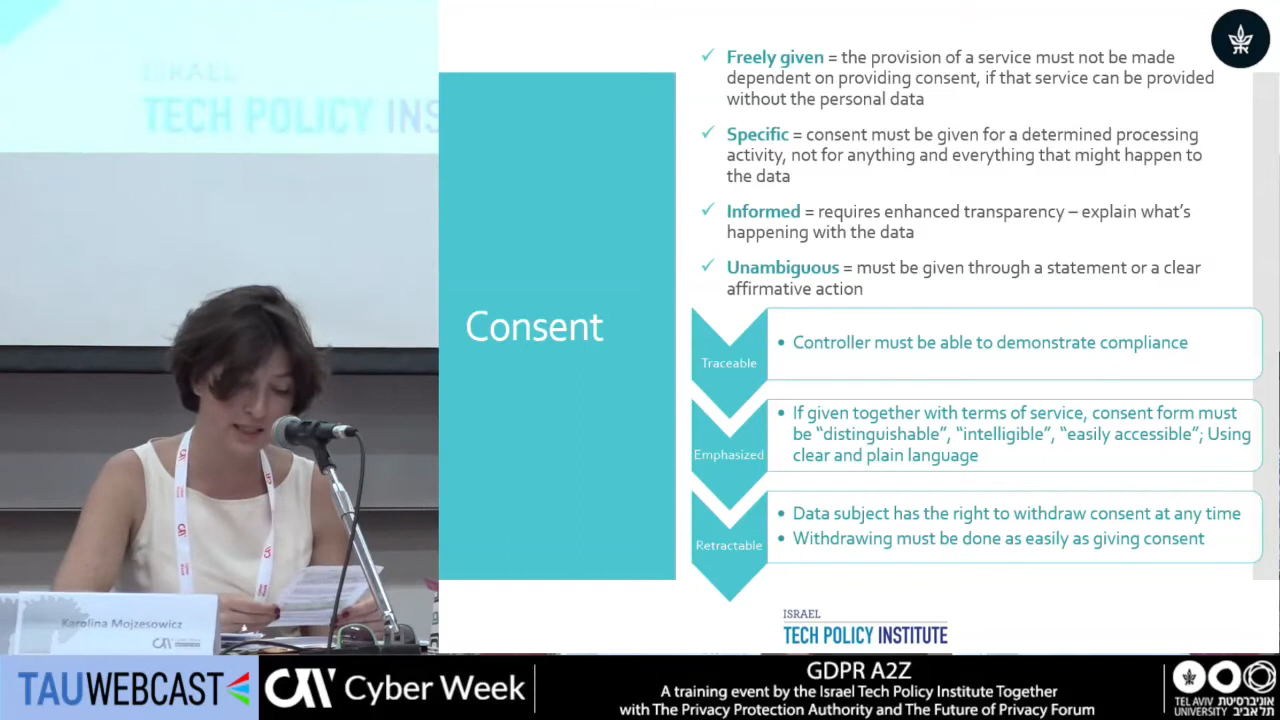 ISRAEL
TECH POLICY INS
Karolina Mojzesowicz
Consent
✓ Freely given = the provision of a service must not be made
dependent on providing consent, if that service can be provided
without the personal data
✓ Specific = consent must be given for a determined processing
activity, not for anything and everything that might happen to
the data
✓ Informed = requires enhanced transparency – explain what's
happening with the data
✓ Unambiguous = must be given through a statement or a clear
affirmative action
Traceable
• Controller must be able to demonstrate compliance
Emphasized
• If given together with terms of service, consent form must
be “distinguishable”, “intelligible”, “easily accessible”; Using
clear and plain language
Retractable
• Data subject has the right to withdraw consent at any time
• Withdrawing must be done as easily as giving consent
ISRAEL
TECH POLICY INSTITUTE
TAUWEBCAST
Cyber Week
GDPR A2Z
A training event by the Israel Tech Policy Institute Together
with The Privacy Protection Authority and The Future of Privacy Forum
TEL AVIV אוניברסיטת
UNIVERSITY תל אביב